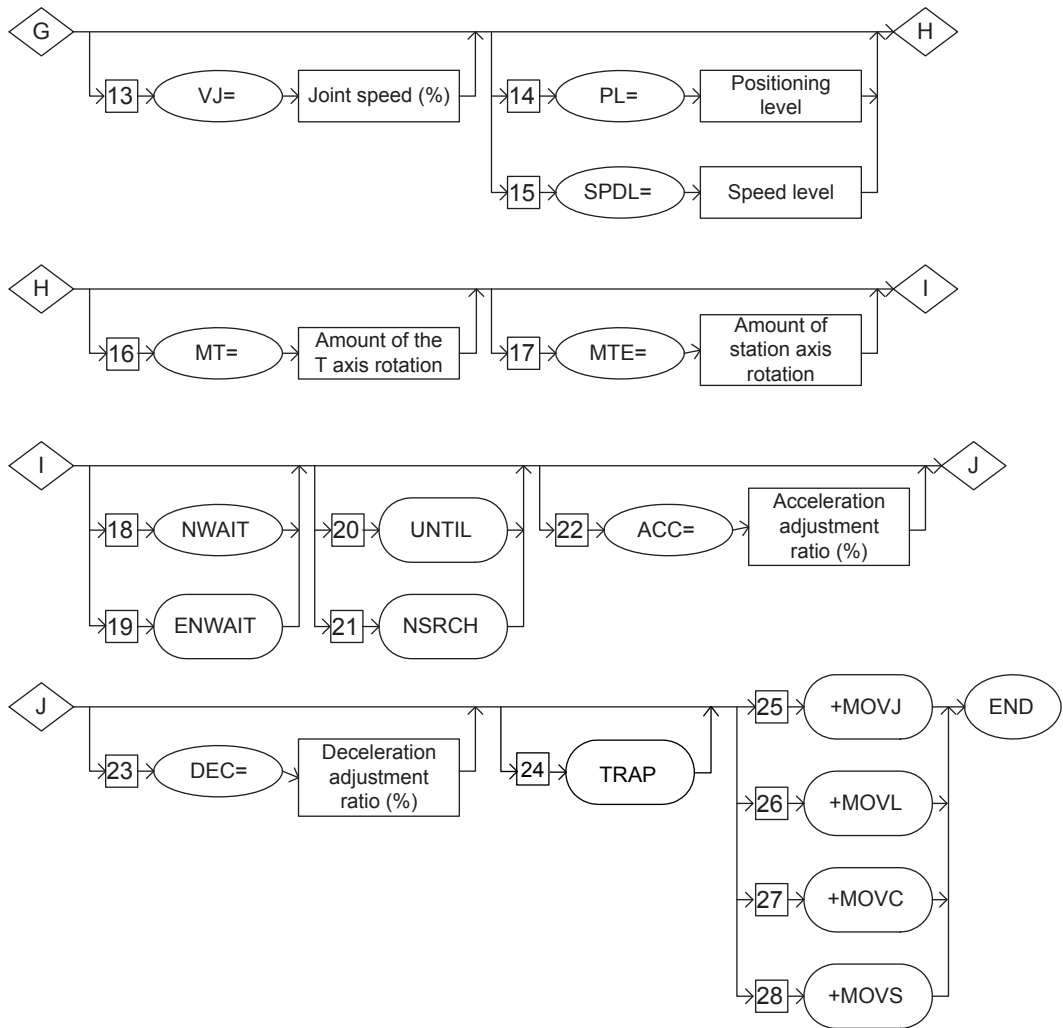 G
H
13
VJ=
Joint speed (%)
14
PL=
Positioning
level
15
SPDL=
Speed level
H
I
16
MT=
Amount of the
T axis rotation
17
MTE=
Amount of
station axis
rotation
I
J
18
NWAIT
20
UNTIL
22
ACC=
Acceleration
adjustment
ratio (%)
19
ENWAIT
21
NSRCH
J
25
+MOVJ
END
23
DEC=
Deceleration
adjustment
ratio (%)
24
TRAP
26
+MOVL
27
+MOVC
28
+MOVS